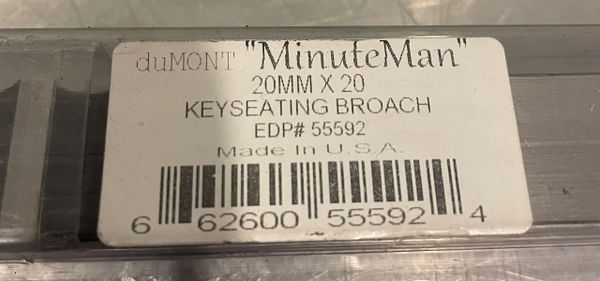 duMONT "MinuteMan"
20MM X 20
KEYSEATING BROACH
EDP# 55592
Made In U.S.A.
6 62600 55592 4